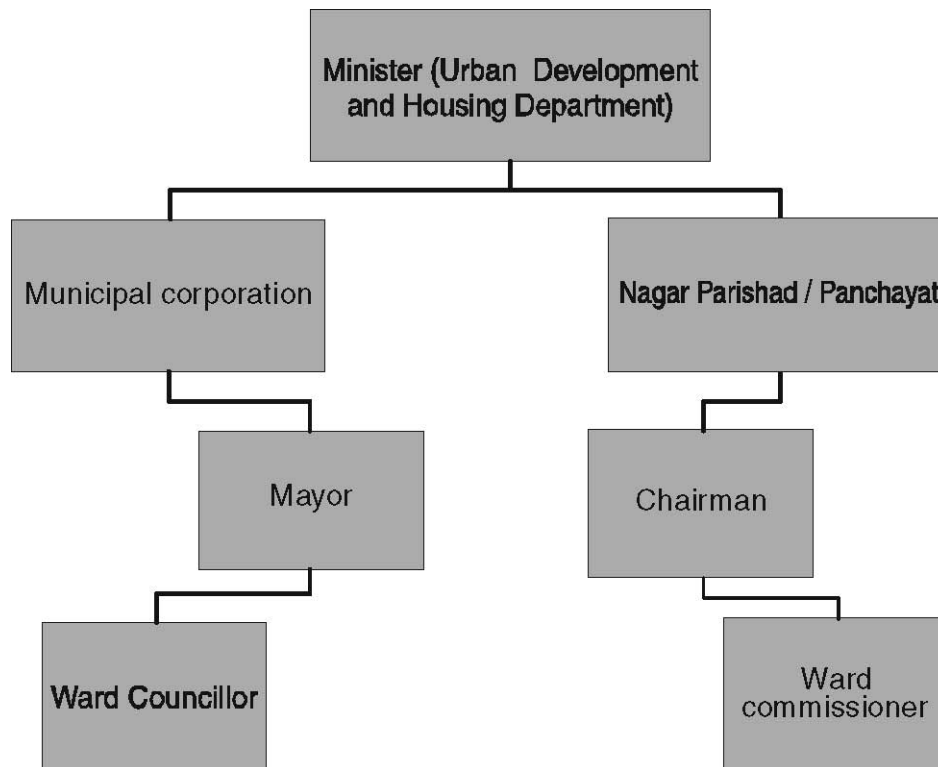 Minister (Urban Development
and Housing Department)
Municipal corporation
Nagar Parishad / Panchayat
Mayor
Chairman
Ward Councillor
Ward
commissioner